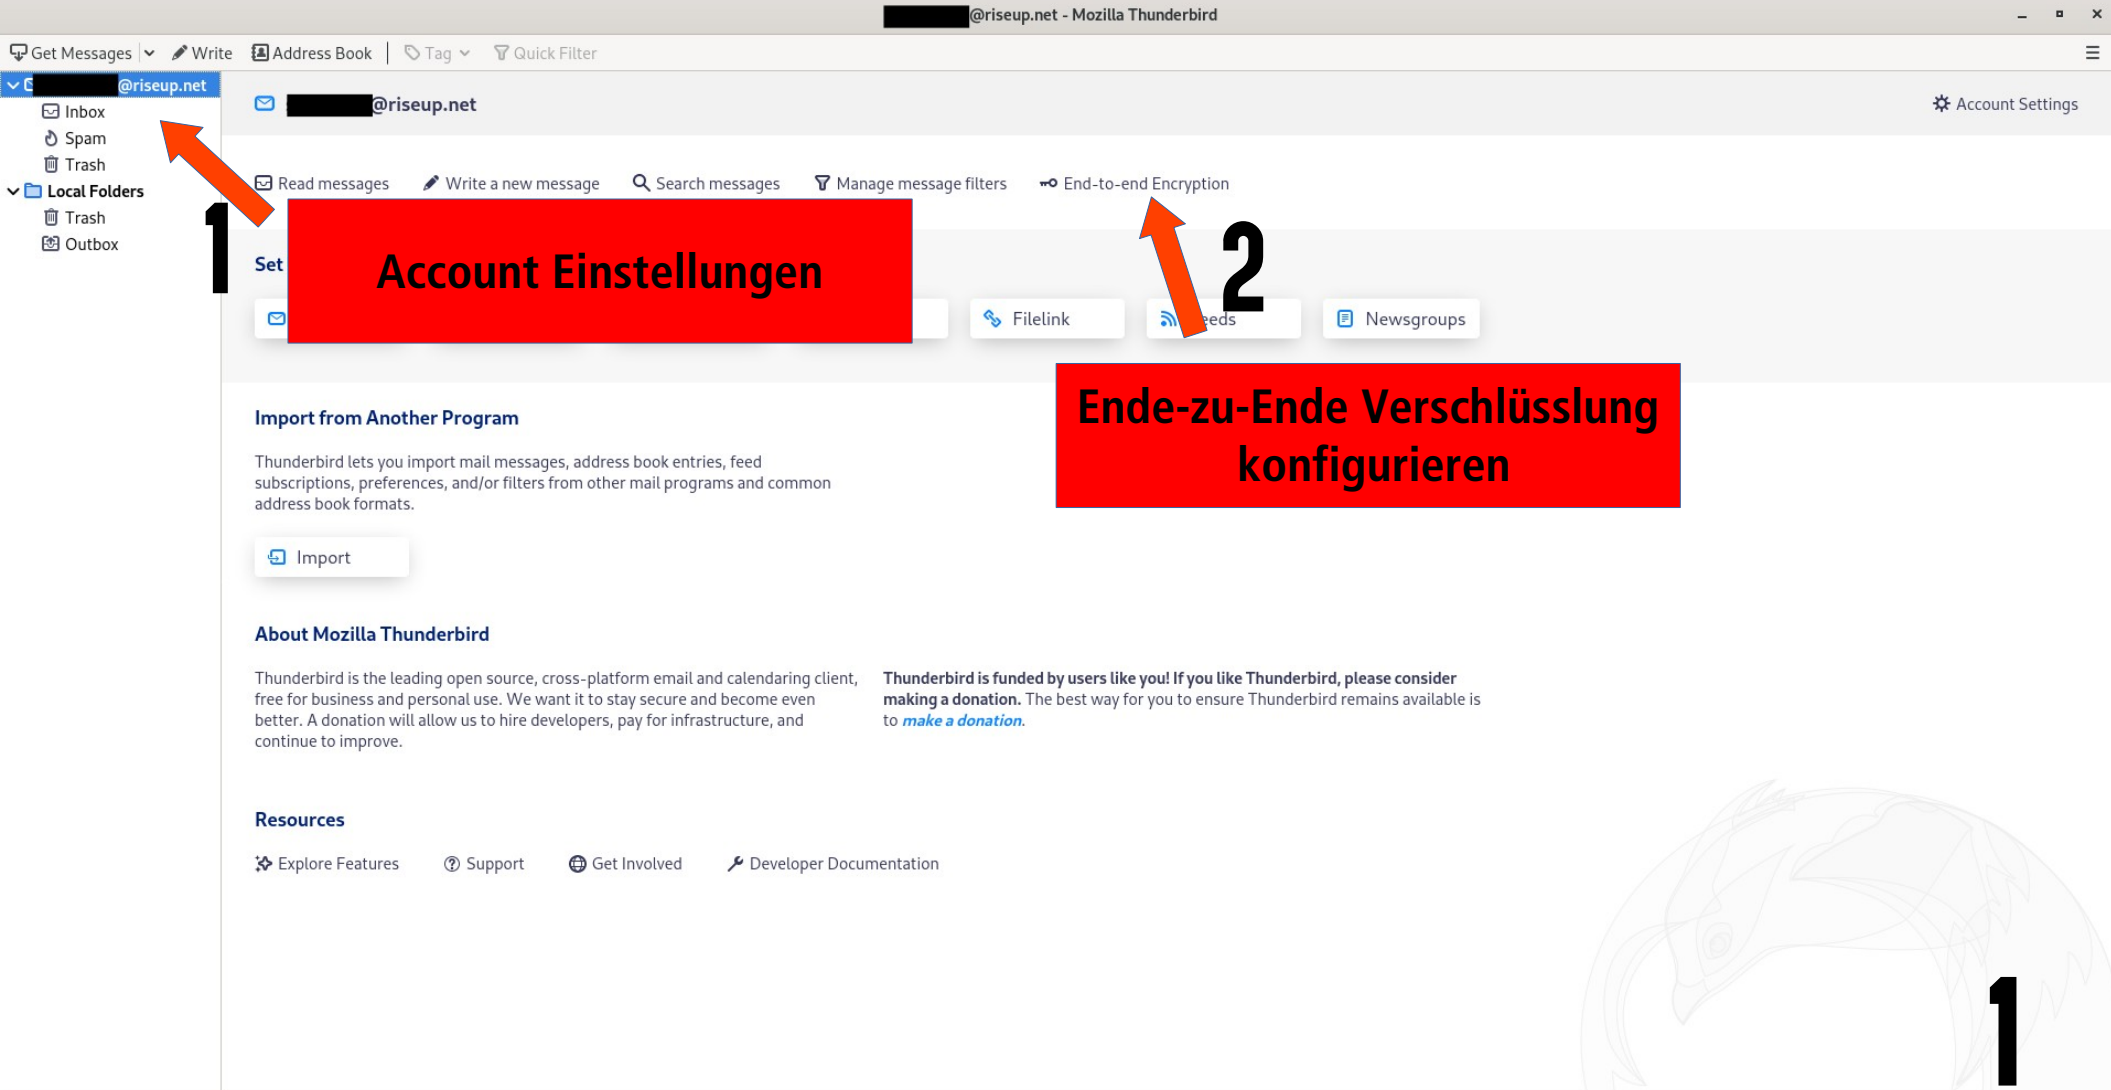 @riseup.net - Mozilla Thunderbird
Get Messages Write Address Book Tag Quick Filter
@riseup.net
Inbox
Spam
Trash
Local Folders
Trash
Outbox
@riseup.net
Account Settings
Read messages Write a new message Search messages Manage message filters End-to-end Encryption
1
Account Einstellungen
2
Set
Filelink
Newsgroups
Ende-zu-Ende Verschlüsslung
konfigurieren
Import from Another Program
Thunderbird lets you import mail messages, address book entries, feed
subscriptions, preferences, and/or filters from other mail programs and common
address book formats.
Import
About Mozilla Thunderbird
Thunderbird is the leading open source, cross-platform email and calendaring client,
free for business and personal use. We want it to stay secure and become even
better. A donation will allow us to hire developers, pay for infrastructure, and
continue to improve.
Thunderbird is funded by users like you! If you like Thunderbird, please consider
making a donation. The best way for you to ensure Thunderbird remains available is
to make a donation.
Resources
Explore Features Support Get Involved Developer Documentation
1